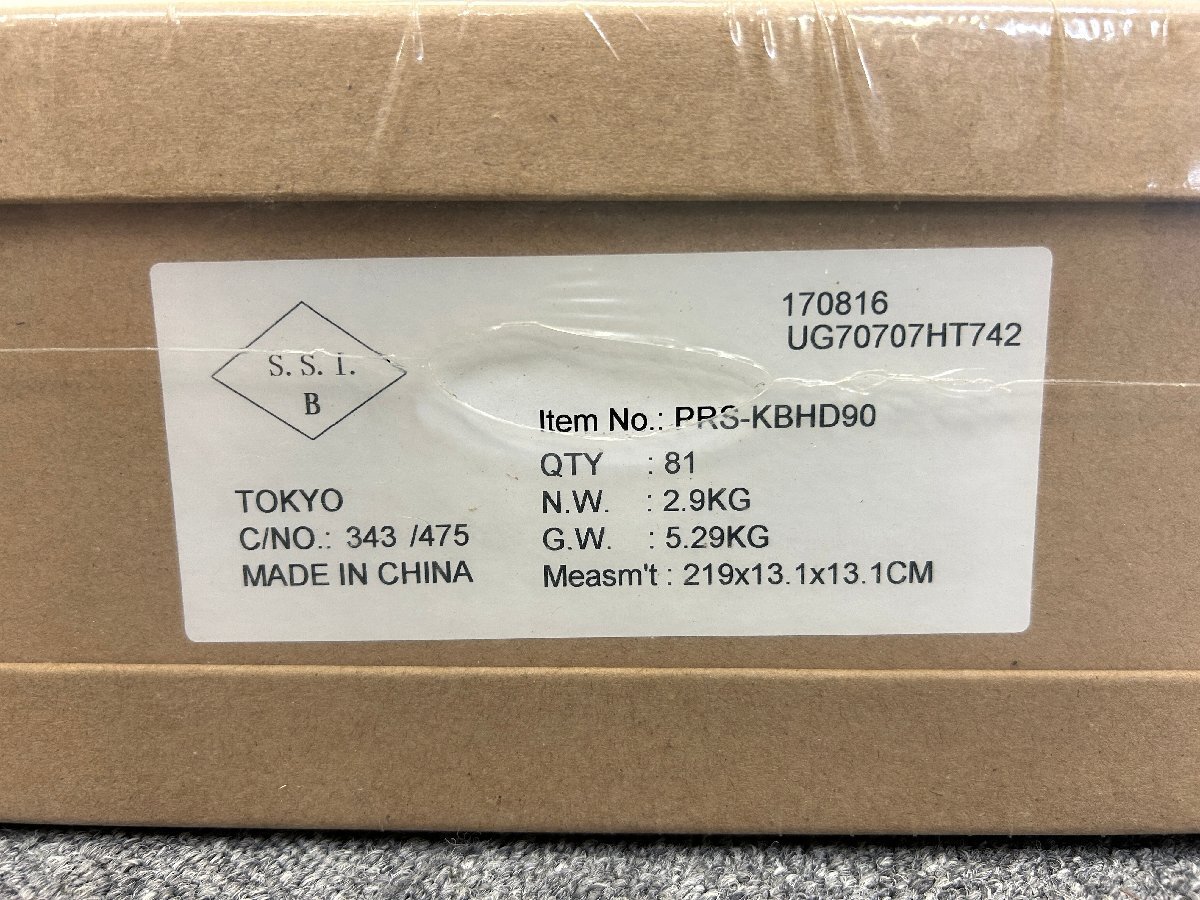 170816
UG70707HT742
S. S. I.
B
Item No.: PRS-KBHD90
QTY : 81
TOKYO
N.W. : 2.9KG
C/NO.: 343 /475
G.W. : 5.29KG
MADE IN CHINA
Measm't : 219x13.1x13.1CM